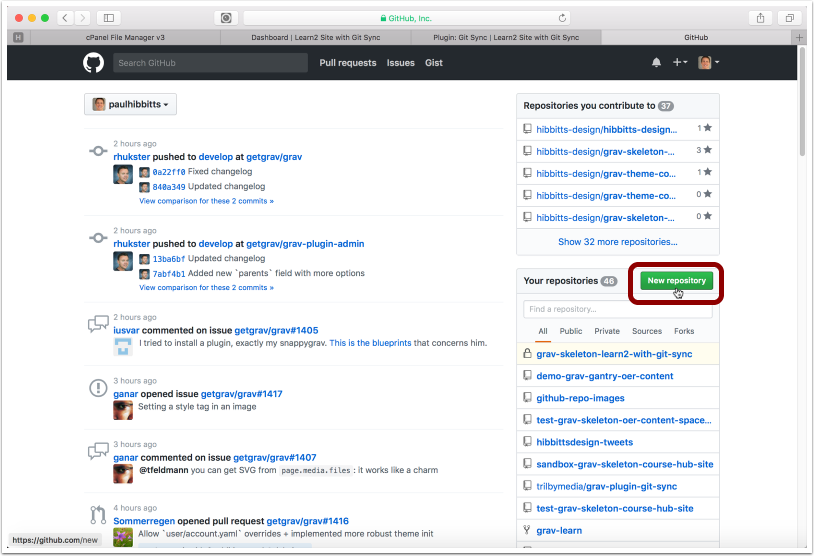 GitHub, Inc.
H
cPanel File Manager v3
Dashboard | Learn2 Site with Git Sync
Plugin: Git Sync | Learn2 Site with Git Sync
GitHub
Search GitHub
Pull requests
Issues
Gist
paulhibbitts
2 hours ago
rhukster pushed to develop at getgrav/grav
0a22ff0 Fixed changelog
840a349 Updated changelog
View comparison for these 2 commits »
2 hours ago
rhukster pushed to develop at getgrav/grav-plugin-admin
13ba6bf Updated changelog
7abf4b1 Added new `parents` field with more options
View comparison for these 2 commits »
2 hours ago
iusvar commented on issue getgrav/grav#1405
I tried to install a plugin, exactly my snappygrav. This is the blueprints that concerns him.
3 hours ago
ganar opened issue getgrav/grav#1417
Setting a style tag in an image
3 hours ago
ganar commented on issue getgrav/grav#1407
@tfeldmann you can get SVG from page.media.files : it works like a charm
4 hours ago
Sommerregen opened pull request getgrav/grav#1416
Allow `user/account.yaml` overrides + implemented more robust theme init
https://github.com/new
Repositories you contribute to 37
hibbitts-design/hibbitts-design... 1
hibbitts-design/grav-skeleton-... 3
hibbitts-design/grav-theme-co... 1
hibbitts-design/grav-theme-co... 0
hibbitts-design/grav-skeleton-... 0
Show 32 more repositories...
Your repositories 46
New repository
Find a repository...
All
Public
Private
Sources
Forks
grav-skeleton-learn2-with-git-sync
demo-grav-gantry-oer-content
github-repo-images
test-grav-skeleton-oer-content-space...
hibbittsdesign-tweets
sandbox-grav-skeleton-course-hub-site
trilbymedia/grav-plugin-git-sync
test-grav-skeleton-course-hub-site
grav-learn